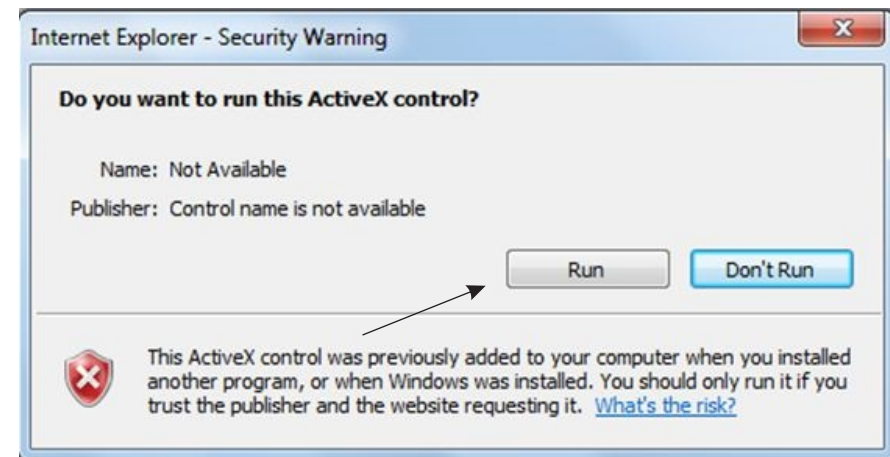 Internet Explorer - Security Warning
Do you want to run this ActiveX control?
Name: Not Available
Publisher: Control name is not available
Run Don't Run
This ActiveX control was previously added to your computer when you installed
another program, or when Windows was installed. You should only run it if you
trust the publisher and the website requesting it. What's the risk?